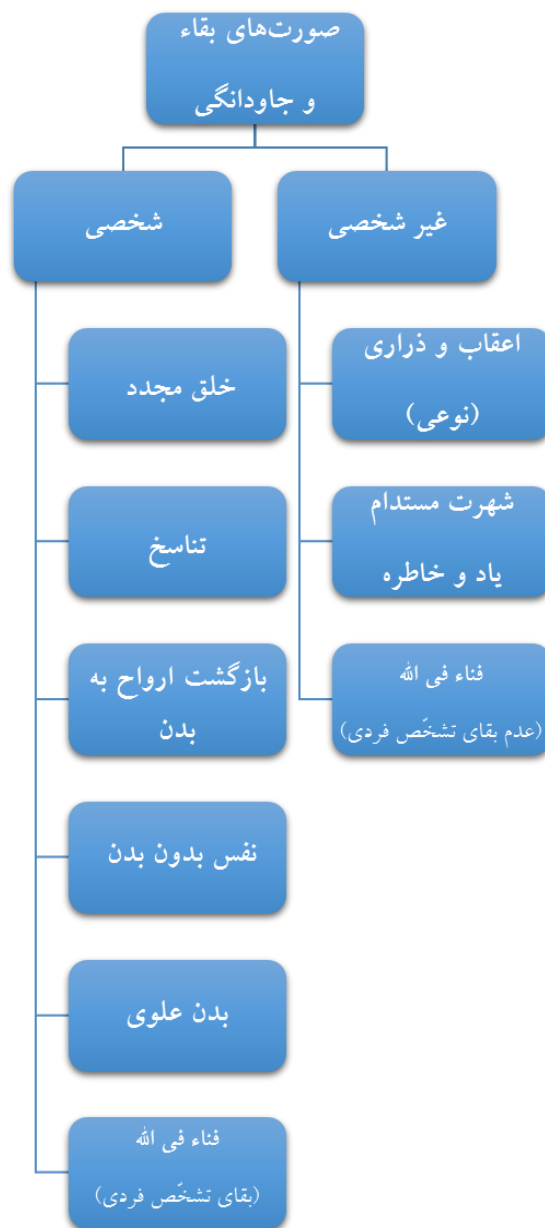 صورت‌های بقاء
و جاودانگی
غیر شخصی
اعقاب و ذراری
(نوعی)
شهرت مستدام
یاد و خاطره
فناء فی الله
(عدم بقای تشخّص فردی)
شخصی
خلق مجدد
تناسخ
بازگشت ارواح به
بدن
نفس بدون بدن
بدن علوی
فناء فی الله
(بقای تشخّص فردی)